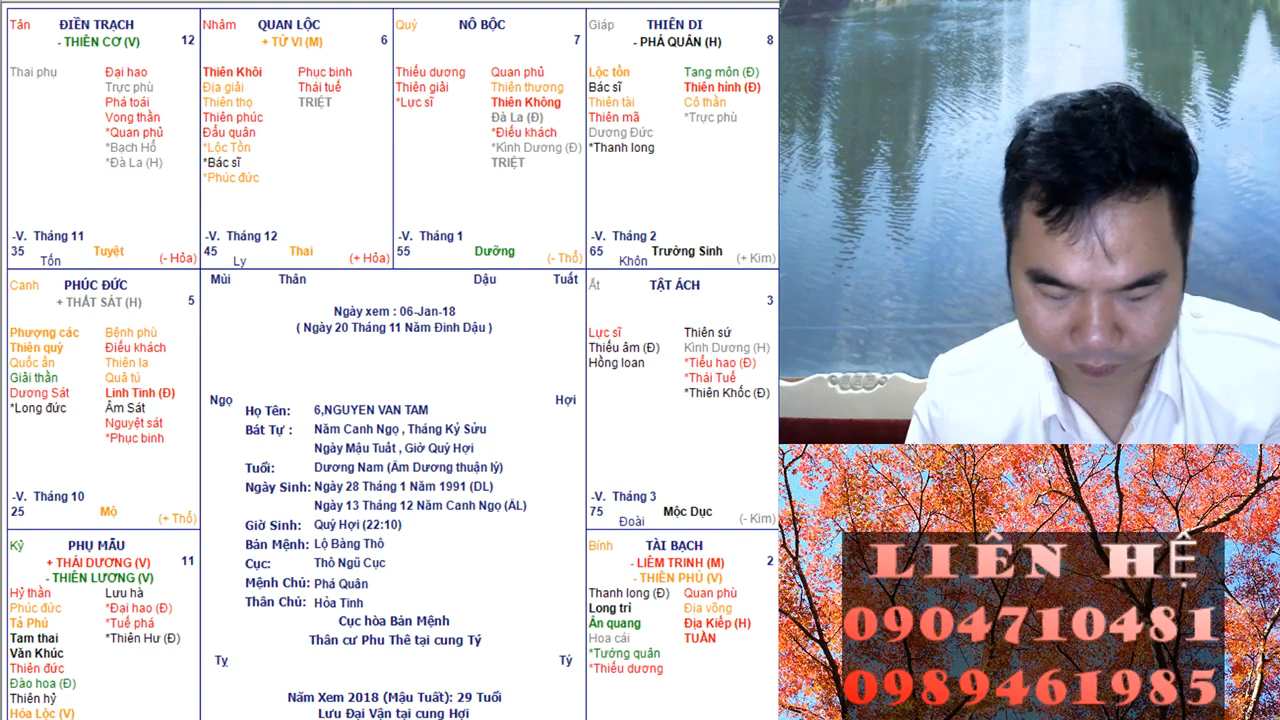 Tân ĐIỀN TRẠCH
- THIÊN CƠ (V) 12
Thai phụ
Đại hao
Trực phù
Phá toái
Vong thần
*Quan phủ
*Bạch Hổ
*Đà La (H)
-V. Tháng 11
35 Tuyệt (- Hỏa)
Tốn
Nhâm QUAN LỘC
+ TỬ VI (M) 6
Thiên Khôi
Địa giải
Thiên thọ
Thiên phúc
Đẩu quân
*Lộc Tồn
*Bác sĩ
*Phúc đức
Phục binh
Thái tuế
TRIỆT
-V. Tháng 12
45 Thai (+ Hỏa)
Ly
Quý NÔ BỘC
7
Thiếu dương
Thiên giải
*Lực sĩ
Quan phủ
Thiên thương
Thiên Không
Đà La (Đ)
*Điếu khách
*Kình Dương (Đ)
TRIỆT
-V. Tháng 1
55 Dưỡng (- Thổ)
Giáp THIÊN DI
- PHÁ QUÂN (H) 8
Lộc tồn
Bác sĩ
Thiên tài
Thiên mã
Dương Đức
*Thanh long
Tang môn (Đ)
Thiên hình (Đ)
Cô thần
*Trực phù
-V. Tháng 2
65 Trường Sinh (+ Kim)
Khôn
Canh PHÚC ĐỨC
+ THẤT SÁT (H) 5
Phượng các
Thiên quý
Quốc ấn
Giải thần
Dương Sát
*Long đức
Bệnh phù
Điếu khách
Thiên la
Quả tú
Linh Tinh (Đ)
Âm Sát
Nguyệt sát
*Phục binh
-V. Tháng 10
25 Mộ (+ Thổ)
Mùi Thân Dậu Tuất
Ngày xem : 06-Jan-18
( Ngày 20 Tháng 11 Năm Đinh Dậu )
Ngọ Hợi
Họ Tên: 6,NGUYEN VAN TAM
Bát Tự : Năm Canh Ngọ , Tháng Kỷ Sửu
Ngày Mậu Tuất , Giờ Quý Hợi
Tuổi: Dương Nam (Âm Dương thuận lý)
Ngày Sinh: Ngày 28 Tháng 1 Năm 1991 (DL)
Ngày 13 Tháng 12 Năm Canh Ngọ (ÂL)
Giờ Sinh: Quý Hợi (22:10)
Bản Mệnh: Lộ Bàng Thổ
Cục: Thổ Ngũ Cục
Mệnh Chủ: Phá Quân
Thân Chủ: Hỏa Tinh
Cục hòa Bản Mệnh
Thân cư Phu Thê tại cung Tý
Tỵ Tý
Năm Xem 2018 (Mậu Tuất): 29 Tuổi
Lưu Đại Vận tại cung Hợi
Ất TẬT ÁCH
3
Lực sĩ
Thiếu âm (Đ)
Hồng loan
Thiên sứ
Kình Dương (H)
*Tiểu hao (Đ)
*Thái Tuế
*Thiên Khốc (Đ)
-V. Tháng 3
75 Mộc Dục (- Kim)
Đoài
Kỷ PHỤ MẪU
+ THÁI DƯƠNG (V) 11
- THIÊN LƯƠNG (V)
Hỷ thần
Phúc đức
Tả Phù
Tam thai
Văn Khúc
Thiên đức
Đào hoa (Đ)
Thiên hỷ
Hóa Lộc (V)
Lưu hà
*Đại hao (Đ)
*Tuế phá
*Thiên Hư (Đ)
Bính TÀI BẠCH
- LIÊM TRINH (M) 2
- THIÊN PHỦ (V)
Thanh long (Đ)
Long trì
Ân quang
Hoa cái
*Tướng quân
*Thiếu dương
Quan phù
Địa võng
Địa Kiếp (H)
TUẦN
LIÊN HỆ
0904710481
0989461985